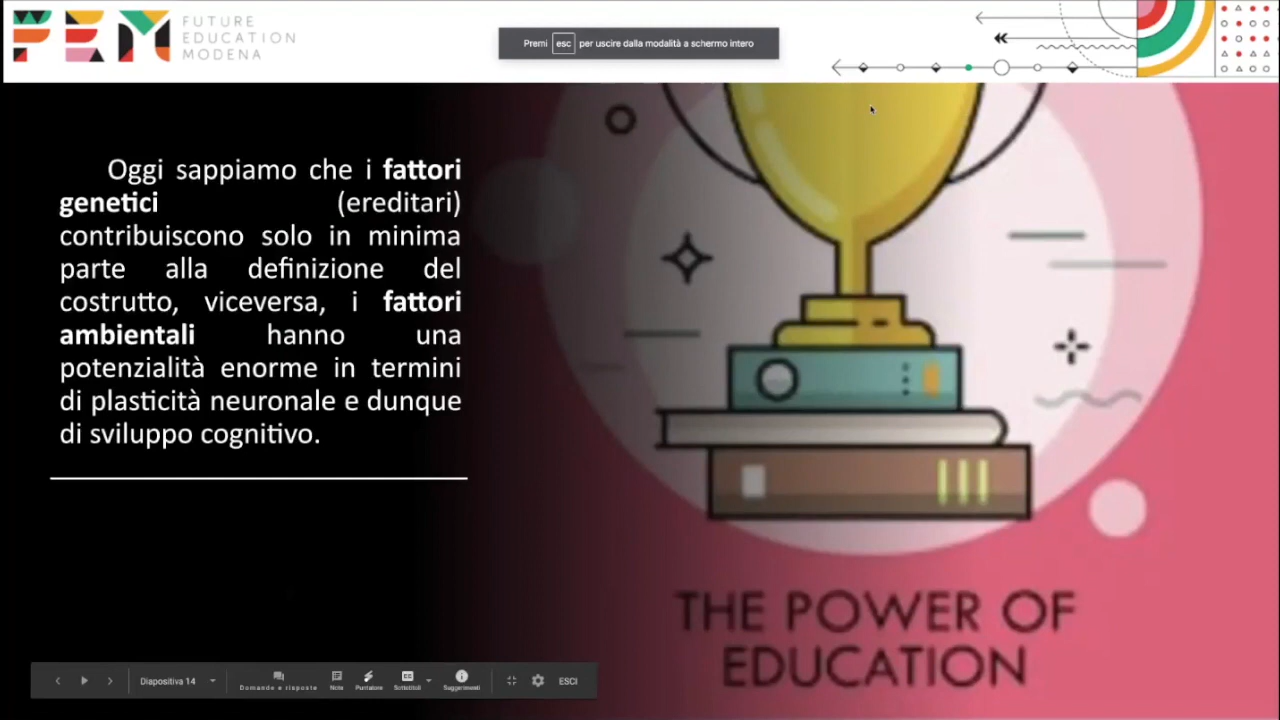 FEM
FUTURE
EDUCATION
MODENA
Premi esc per uscire dalla modalità a schermo intero
Oggi sappiamo che i fattori
genetici (ereditari)
contribuiscono solo in minima
parte alla definizione del
costrutto, viceversa, i fattori
ambientali hanno una
potenzialità enorme in termini
di plasticità neuronale e dunque
di sviluppo cognitivo.
THE POWER OF
EDUCATION
Diapositiva 14
Domande e risposte
Note
Puntatore
Sottotitoli
Suggerimenti
ESCI